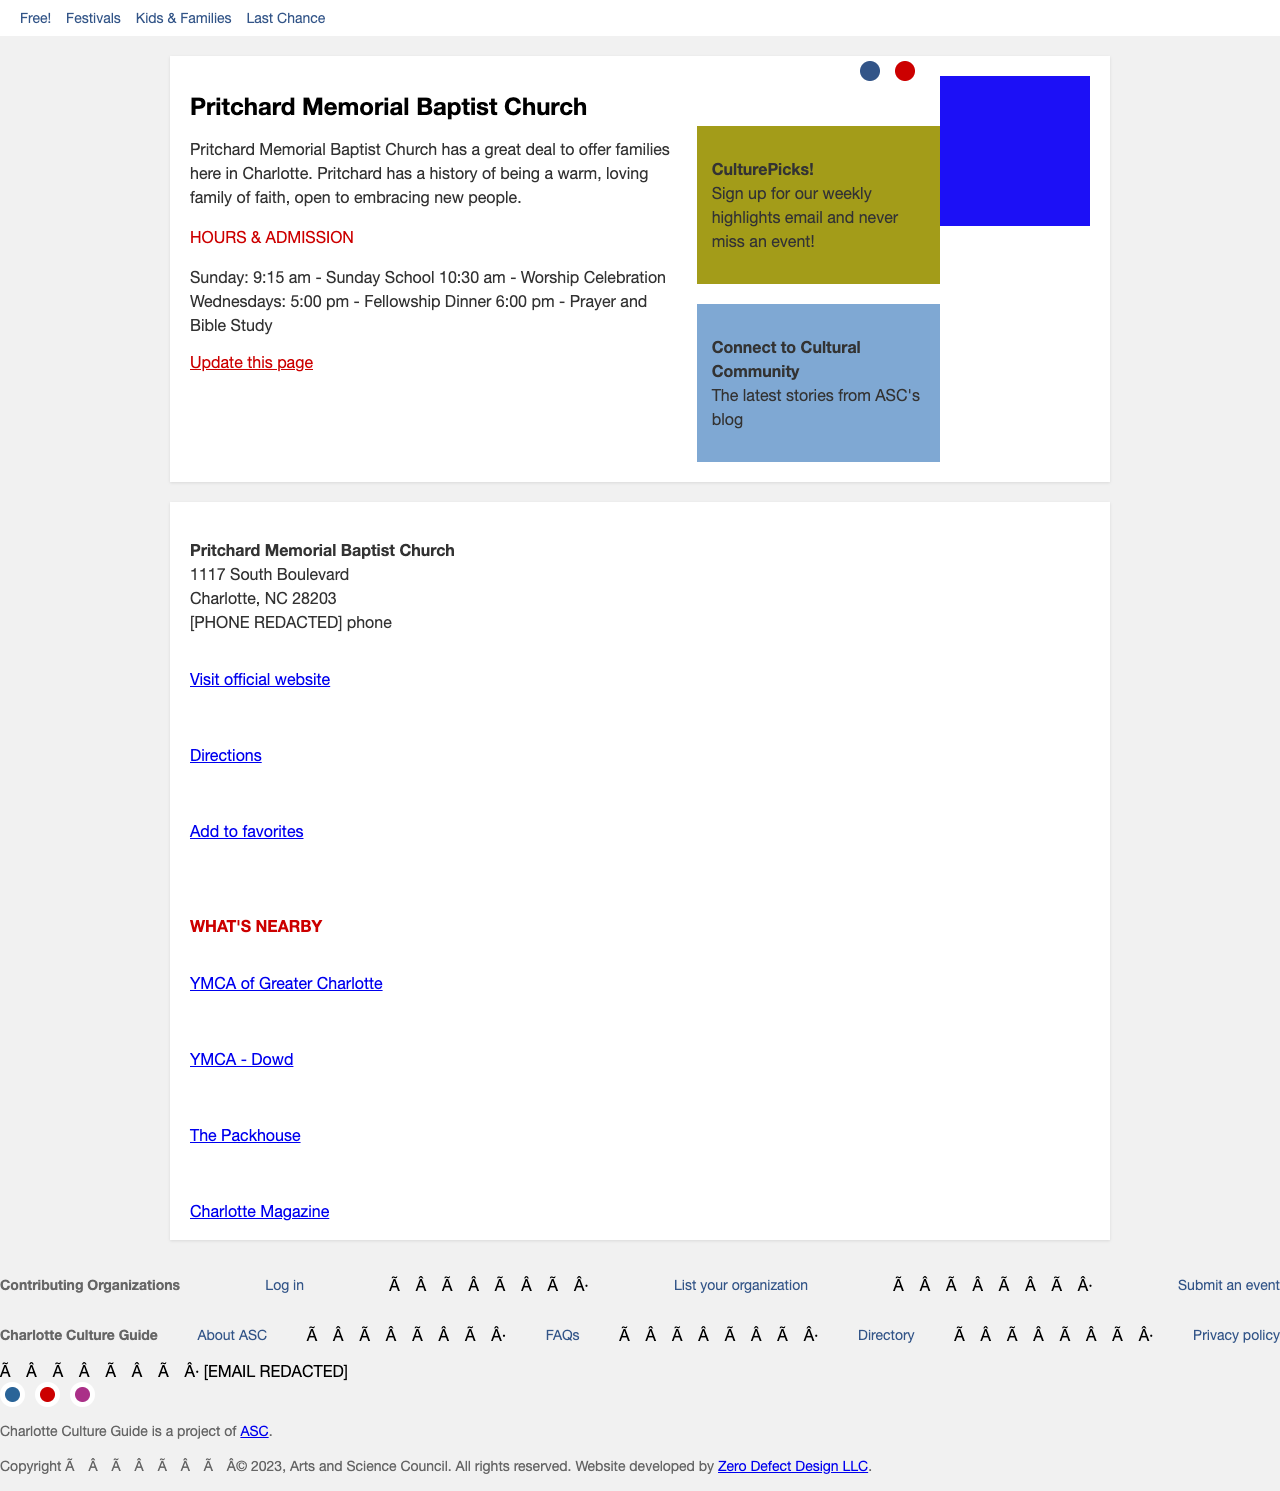 Free! Festivals Kids & Families Last Chance
Pritchard Memorial Baptist Church
Pritchard Memorial Baptist Church has a great deal to offer families
here in Charlotte. Pritchard has a history of being a warm, loving
family of faith, open to embracing new people.
HOURS & ADMISSION
Sunday: 9:15 am - Sunday School 10:30 am - Worship Celebration
Wednesdays: 5:00 pm - Fellowship Dinner 6:00 pm - Prayer and
Bible Study
Update this page
CulturePicks!
Sign up for our weekly
highlights email and never
miss an event!
Connect to Cultural
Community
The latest stories from ASC's
blog
Pritchard Memorial Baptist Church
1117 South Boulevard
Charlotte, NC 28203
[PHONE REDACTED] phone
Visit official website
Directions
Add to favorites
WHAT'S NEARBY
YMCA of Greater Charlotte
YMCA - Dowd
The Packhouse
Charlotte Magazine
Contributing Organizations Log in Ã Â Ã Â Ã Â Ã Â· List your organization Ã Â Ã Â Ã Â Ã Â· Submit an event
Charlotte Culture Guide About ASC Ã Â Ã Â Ã Â Ã Â· FAQs Ã Â Ã Â Ã Â Ã Â· Directory Ã Â Ã Â Ã Â Ã Â· Privacy policy
Ã Â Ã Â Ã Â Ã Â· [EMAIL REDACTED]
Charlotte Culture Guide is a project of ASC.
Copyright Ã Â Ã Â Ã Â Ã Â© 2023, Arts and Science Council. All rights reserved. Website developed by Zero Defect Design LLC.